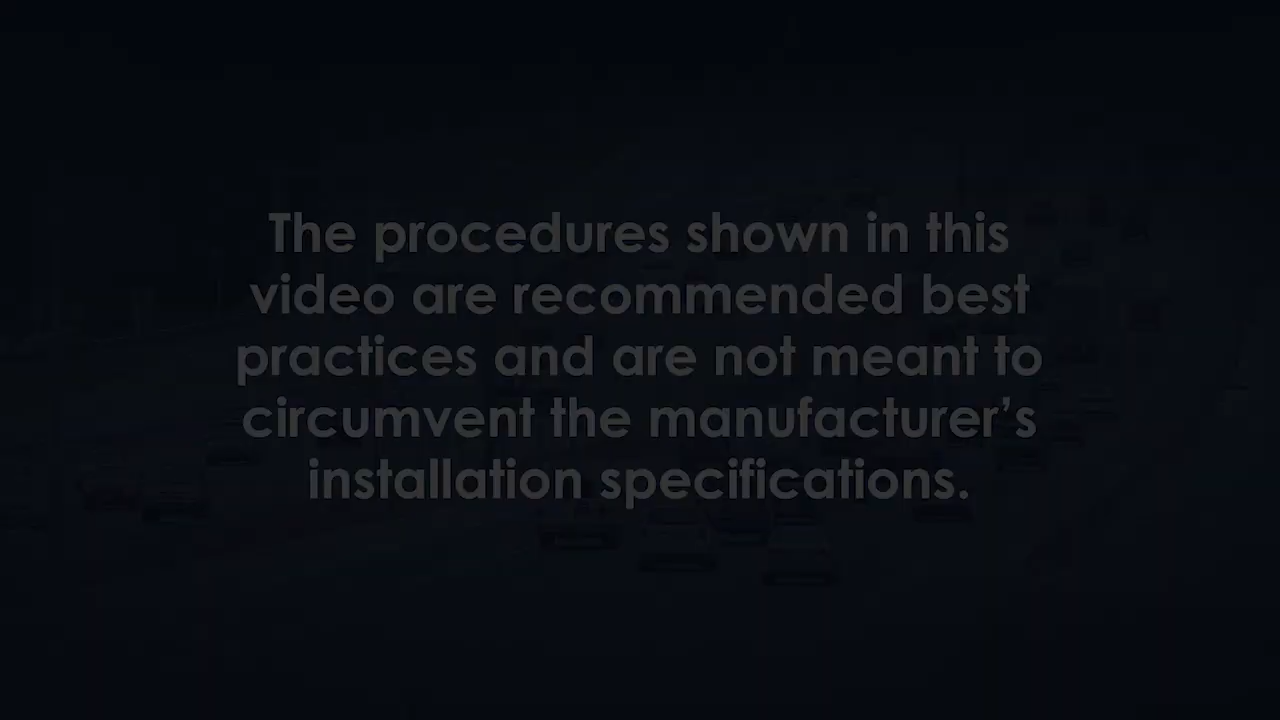 The procedures shown in this
video are recommended best
practices and are not meant to
circumvent the manufacturer’s
installation specifications.